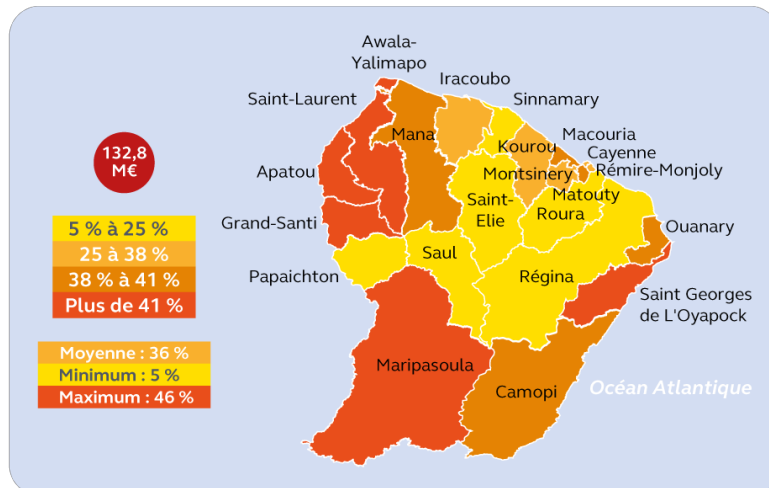 Awala-
Yalimapo
Iracoubo
Saint-Laurent
Sinnamary
132,8
M€
Mana
Macouria
Kourou
Cayenne
Apatou
Montsinery
Rémire-Monjoly
Matouty
Saint-
Elie
Roura
Grand-Santi
Ouanary
5 % à 25 %
25 à 38 %
38 % à 41 %
Plus de 41 %
Saul
Papaichton
Régina
Saint Georges
de L'Oyapock
Moyenne : 36 %
Minimum : 5 %
Maximum : 46 %
Maripasoula
Camopi
Océan Atlantique